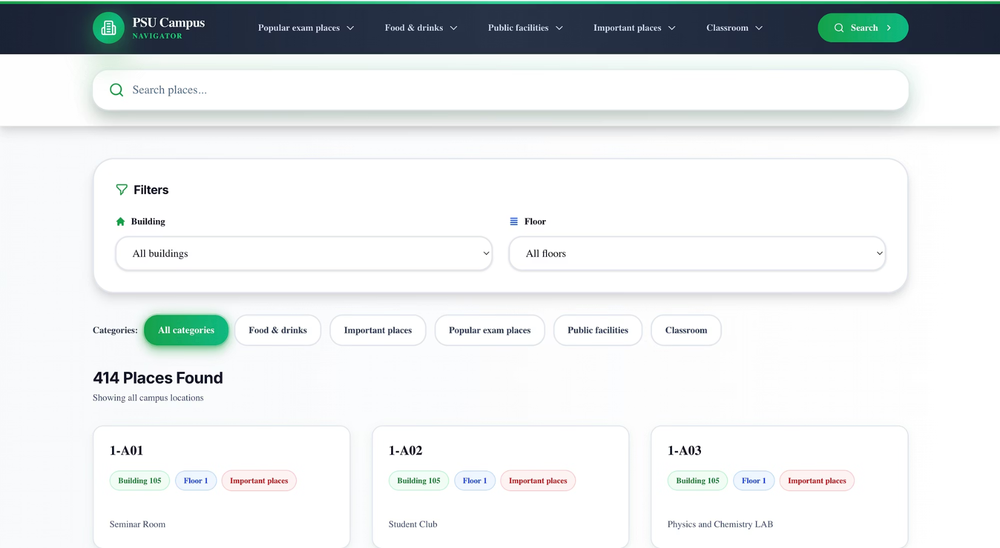 PSU Campus
NAVIGATOR
Popular exam places
Food & drinks
Public facilities
Important places
Classroom
Search
Search places...
Filters
Building
Floor
All buildings
All floors
Categories:
All categories
Food & drinks
Important places
Popular exam places
Public facilities
Classroom
414 Places Found
Showing all campus locations
1-A01
Building 105
Floor 1
Important places
Seminar Room
1-A02
Building 105
Floor 1
Important places
Student Club
1-A03
Building 105
Floor 1
Important places
Physics and Chemistry LAB